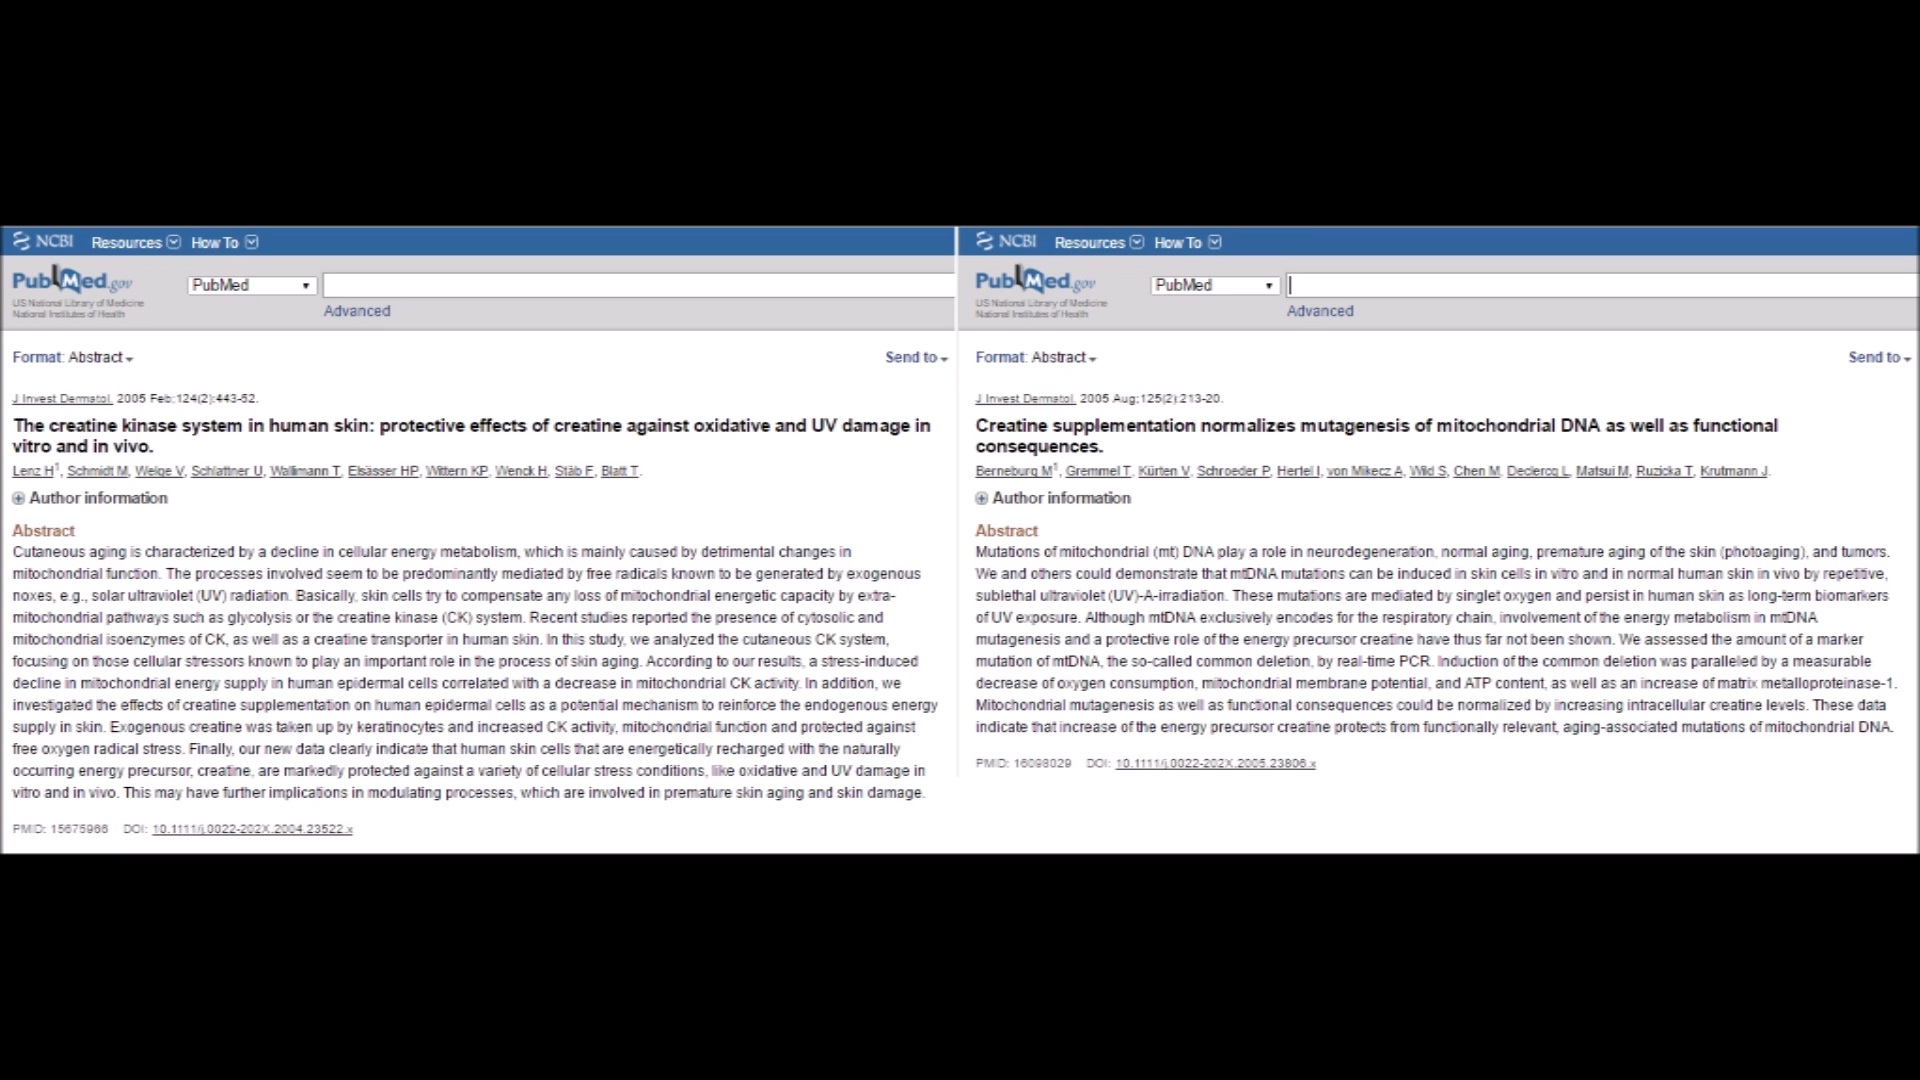 NCBI Resources How To
PubMed.gov
US National Library of Medicine
National Institutes of Health
PubMed
Advanced
Format: Abstract
Send to
J Invest Dermatol. 2005 Feb;124(2):443-52.
The creatine kinase system in human skin: protective effects of creatine against oxidative and UV damage in
vitro and in vivo.
Lenz H1, Schmidt M, Welge V, Schlattner U, Wallimann T, Elsässer HP, Wittern KP, Wenck H, Stäb F, Blatt T.
Author information
Abstract
Cutaneous aging is characterized by a decline in cellular energy metabolism, which is mainly caused by detrimental changes in
mitochondrial function. The processes involved seem to be predominantly mediated by free radicals known to be generated by exogenous
noxes, e.g., solar ultraviolet (UV) radiation. Basically, skin cells try to compensate any loss of mitochondrial energetic capacity by extra-
mitochondrial pathways such as glycolysis or the creatine kinase (CK) system. Recent studies reported the presence of cytosolic and
mitochondrial isoenzymes of CK, as well as a creatine transporter in human skin. In this study, we analyzed the cutaneous CK system,
focusing on those cellular stressors known to play an important role in the process of skin aging. According to our results, a stress-induced
decline in mitochondrial energy supply in human epidermal cells correlated with a decrease in mitochondrial CK activity. In addition, we
investigated the effects of creatine supplementation on human epidermal cells as a potential mechanism to reinforce the endogenous energy
supply in skin. Exogenous creatine was taken up by keratinocytes and increased CK activity, mitochondrial function and protected against
free oxygen radical stress. Finally, our new data clearly indicate that human skin cells that are energetically recharged with the naturally
occurring energy precursor, creatine, are markedly protected against a variety of cellular stress conditions, like oxidative and UV damage in
vitro and in vivo. This may have further implications in modulating processes, which are involved in premature skin aging and skin damage.
PMID: 15675966 DOI: 10.1111/j.0022-202X.2004.23522.x
NCBI Resources How To
PubMed.gov
US National Library of Medicine
National Institutes of Health
PubMed
Advanced
Format: Abstract
Send to
J Invest Dermatol. 2005 Aug;125(2):213-20.
Creatine supplementation normalizes mutagenesis of mitochondrial DNA as well as functional
consequences.
Berneburg M1, Gremmel T, Kürten V, Schroeder P, Hertel I, von Mikecz A, Wild S, Chen M, Declercq L, Matsui M, Ruzicka T, Krutmann J.
Author information
Abstract
Mutations of mitochondrial (mt) DNA play a role in neurodegeneration, normal aging, premature aging of the skin (photoaging), and tumors.
We and others could demonstrate that mtDNA mutations can be induced in skin cells in vitro and in normal human skin in vivo by repetitive,
sublethal ultraviolet (UV)-A-irradiation. These mutations are mediated by singlet oxygen and persist in human skin as long-term biomarkers
of UV exposure. Although mtDNA exclusively encodes for the respiratory chain, involvement of the energy metabolism in mtDNA
mutagenesis and a protective role of the energy precursor creatine have thus far not been shown. We assessed the amount of a marker
mutation of mtDNA, the so-called common deletion, by real-time PCR. Induction of the common deletion was paralleled by a measurable
decrease of oxygen consumption, mitochondrial membrane potential, and ATP content, as well as an increase of matrix metalloproteinase-1.
Mitochondrial mutagenesis as well as functional consequences could be normalized by increasing intracellular creatine levels. These data
indicate that increase of the energy precursor creatine protects from functionally relevant, aging-associated mutations of mitochondrial DNA.
PMID: 16098029 DOI: 10.1111/j.0022-202X.2005.23806.x